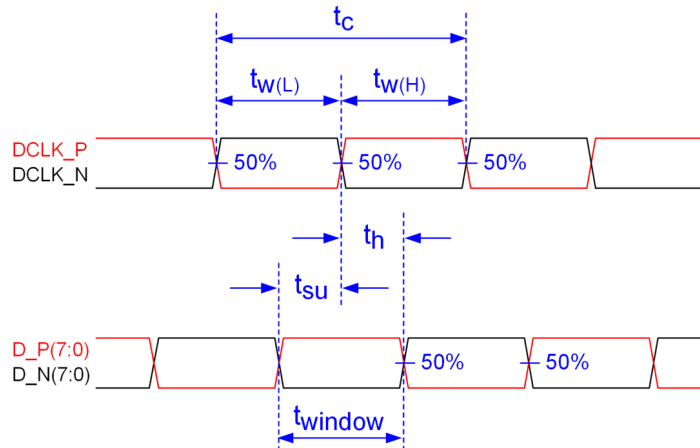 tc
tw(L) tw(H)
DCLK_P
DCLK_N
50% 50% 50%
th
tsu
D_P(7:0)
D_N(7:0)
50% 50%
twindow